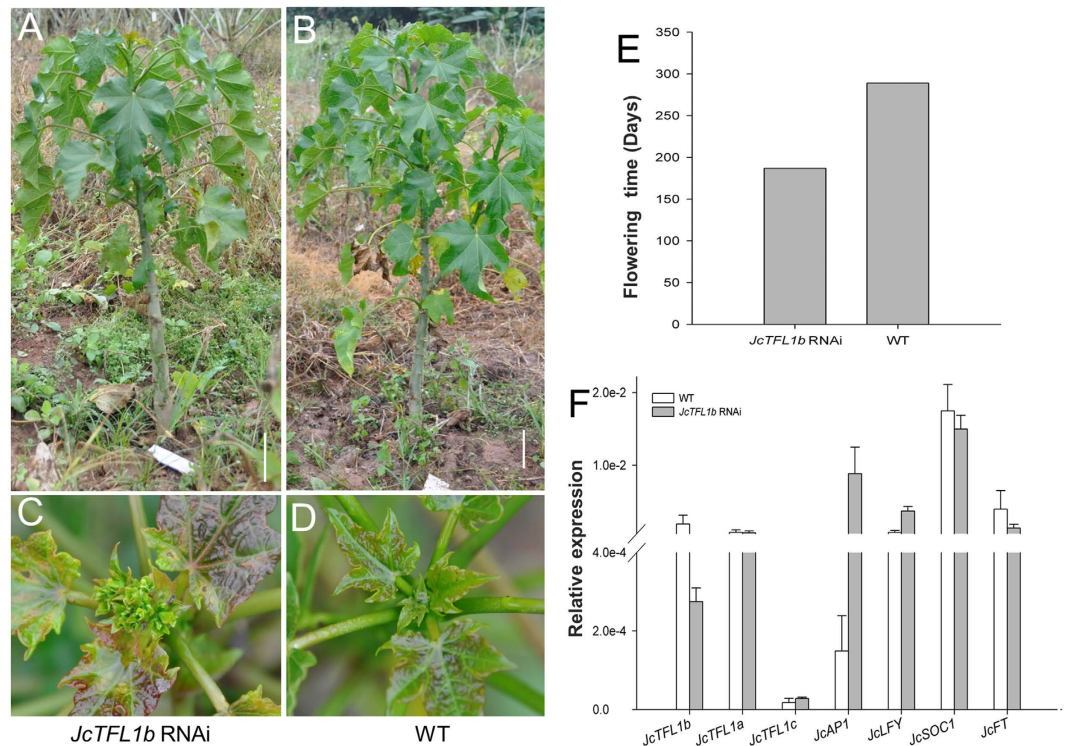 A
B
C
D
JcTFL1b RNAi
WT
E
Flowering time (Days)
350
300
250
200
150
100
50
0
JcTFL1b RNAi
WT
F
WT
JcTFL1b RNAi
Relative expression
2.0e-2
1.0e-2
4.0e-4
2.0e-4
0.0
JcTFL1b
JcTFL1a
JcTFL1c
JcAP1
JcLFY
JcSOC1
JcFT